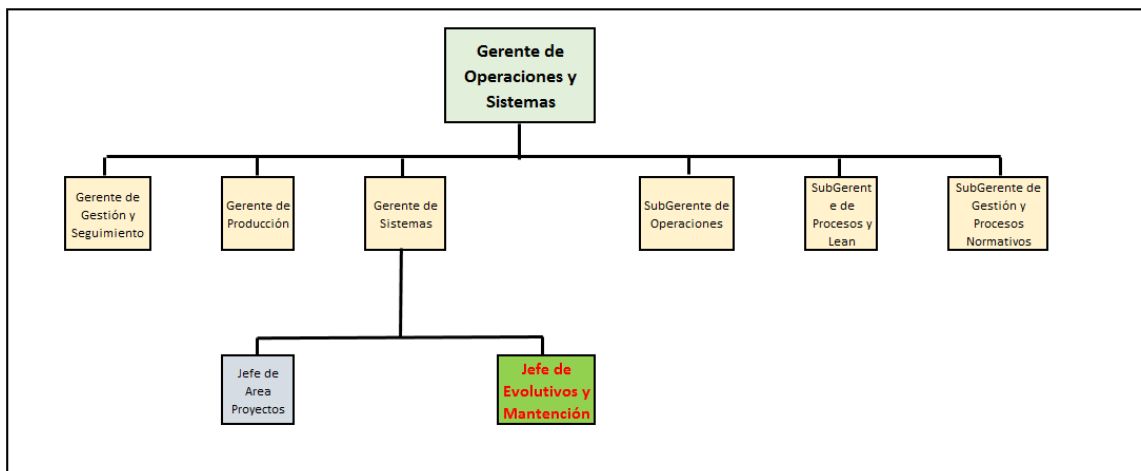 Gerente de
Operaciones y
Sistemas
Gerente de
Gestión y
Seguimiento
Gerente de
Producción
Gerente de
Sistemas
SubGerente de
Operaciones
SubGerent
e de
Procesos y
Lean
SubGerente de
Gestión y
Procesos
Normativos
Jefe de
Area
Proyectos
Jefe de
Evolutivos y
Mantención